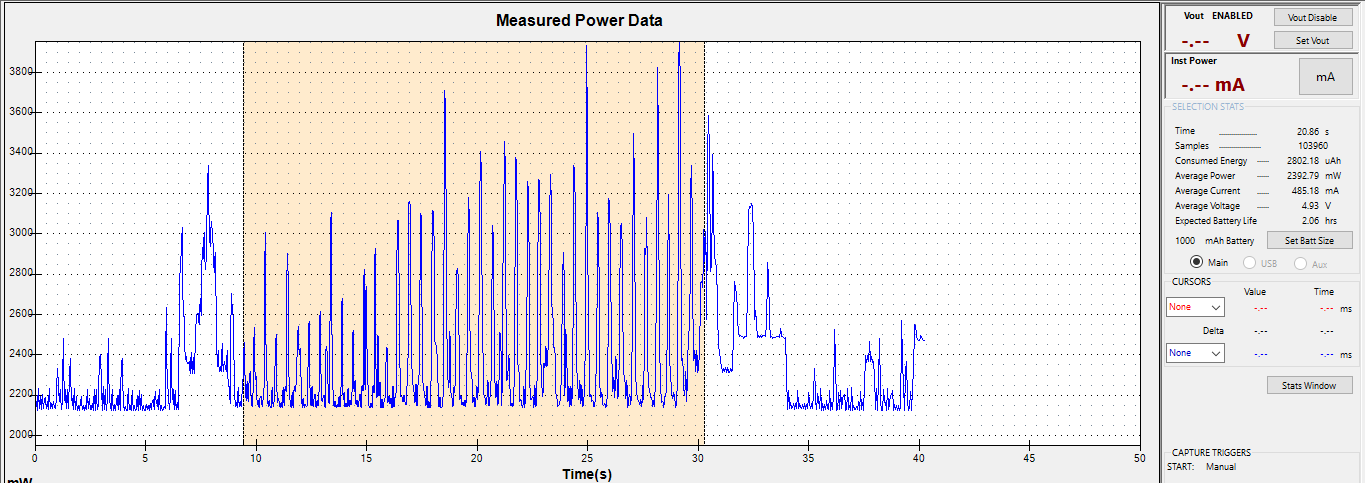 Measured Power Data
3800
3600
3400
3200
3000
2800
2600
2400
2200
2000
0 5 10 15 20 25 30 35 40 45 50
Time(s)
mW
Vout ENABLED Vout Disable
-.-- V Set Vout
Inst Power
-.-- mA mA
SELECTION STATS
Time 20.86 s
Samples 103960
Consumed Energy 2802.18 uAh
Average Power 2392.79 mW
Average Current 485.18 mA
Average Voltage 4.93 V
Expected Battery Life 2.06 hrs
1000 mAh Battery Set Batt Size
Main USB Aux
CURSORS
Value Time
None -.-- -.-- ms
Delta -.-- -.--
None -.-- -.-- ms
Stats Window
CAPTURE TRIGGERS
START: Manual